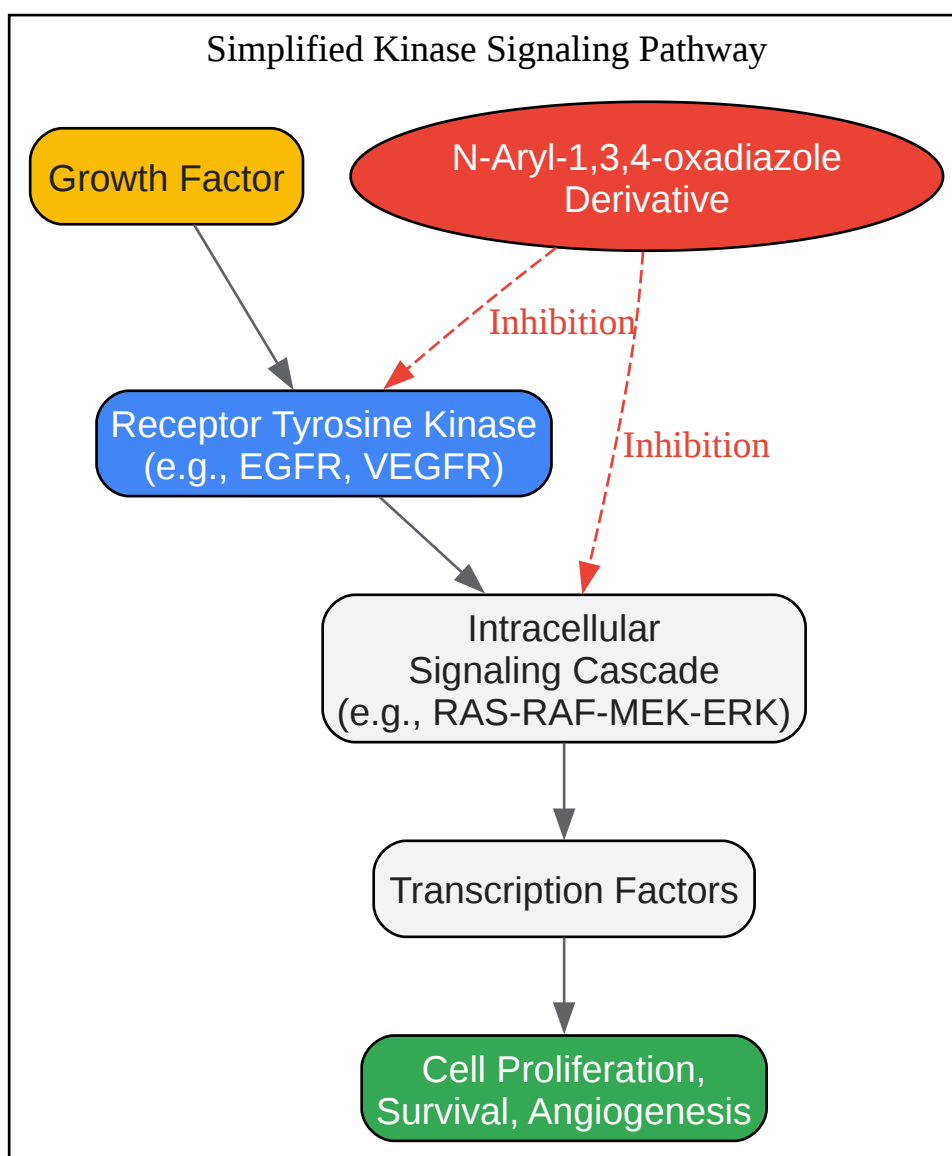 Simplified Kinase Signaling Pathway
Growth Factor
N-Aryl-1,3,4-oxadiazole
Derivative
Inhibition
Receptor Tyrosine Kinase
(e.g., EGFR, VEGFR)
Inhibition
Intracellular
Signaling Cascade
(e.g., RAS-RAF-MEK-ERK)
Transcription Factors
Cell Proliferation,
Survival, Angiogenesis